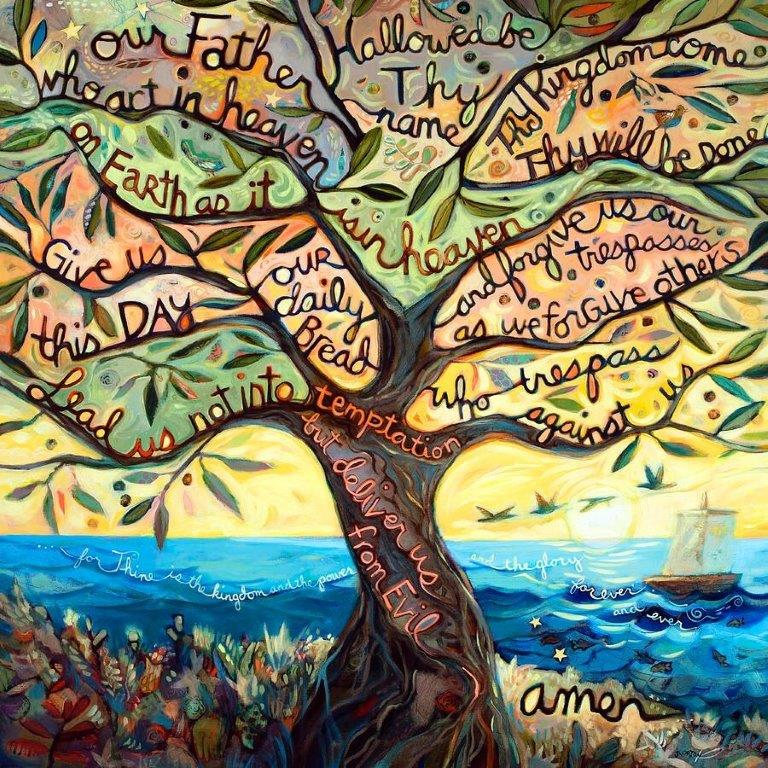 our Father
who art in heaven
Hallowed be
Thy
name
Thy Kingdom come
Thy will be done
on Earth as it
is in heaven
Give us
this DAY
our
daily
Bread
and forgive us our
trespasses
as we forgive others
who trespass
against us
Lead us not into
temptation
but deliver us
from Evil
... for Thine is the kingdom and the power
and the glory
forever
and ever
amen